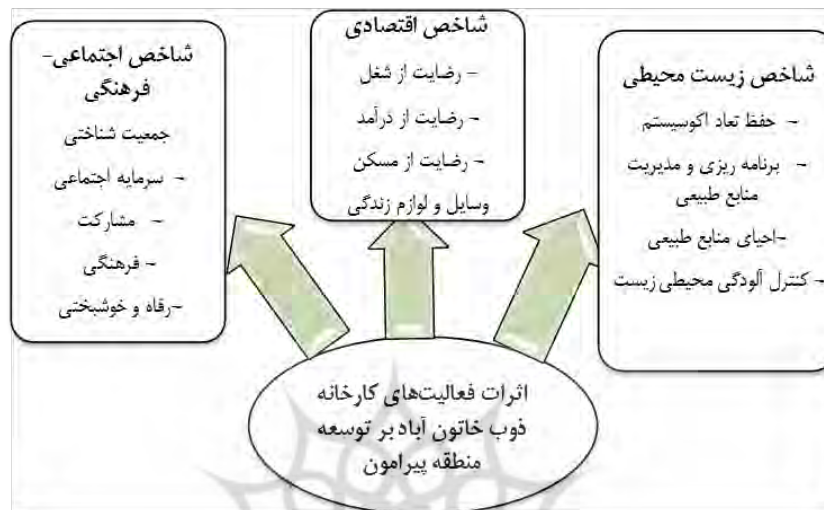 شاخص زیست محیطی
- حفظ تعاد اکوسیستم
- برنامه ریزی و مدیریت
منابع طبیعی
-احیای منابع طبیعی
- کنترل آلودگی محیطی زیست
شاخص اقتصادی
- رضایت از شغل
- رضایت از درآمد
- رضایت از مسکن
وسایل و لوازم زندگی
شاخص اجتماعی-
فرهنگی
جمعیت شناختی
- سرمایه اجتماعی
- مشارکت
- فرهنگی
-رفاه و خوشبختی
اثرات فعالیت‌های کارخانه
ذوب خاتون آباد بر توسعه
منطقه پیرامون